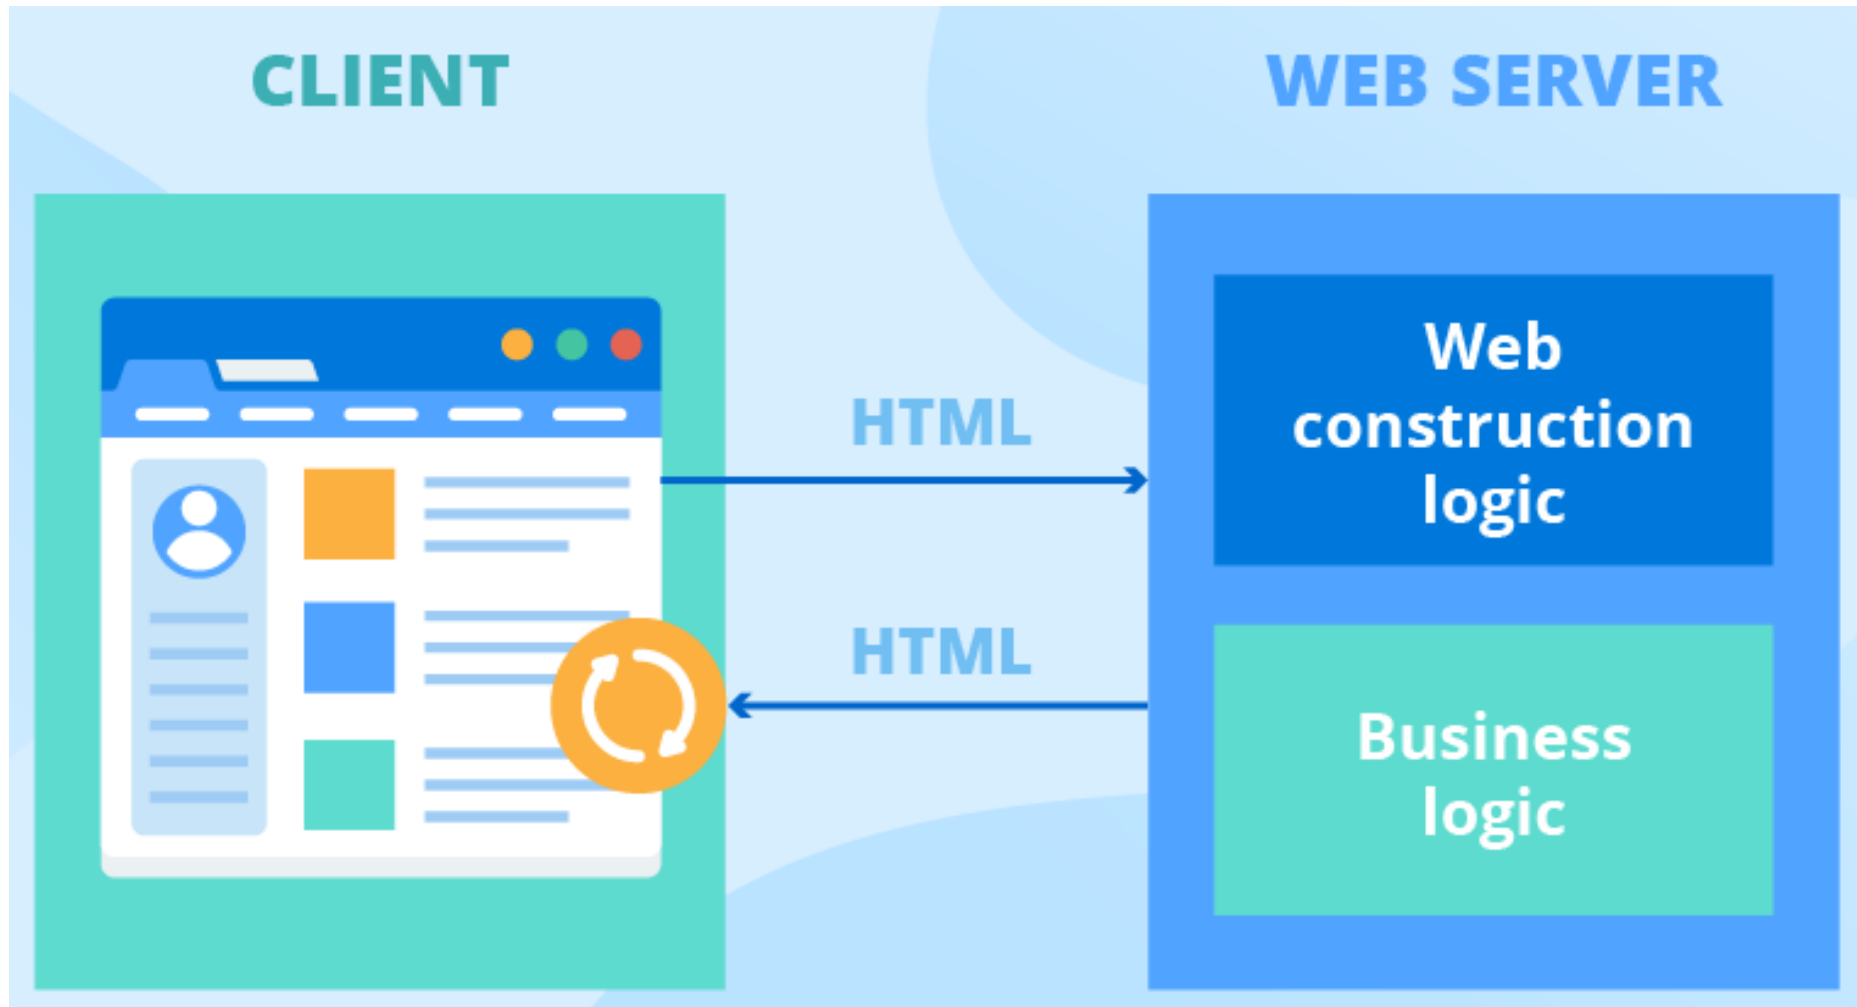 CLIENT
WEB SERVER
HTML
HTML
Web
construction
logic
Business
logic